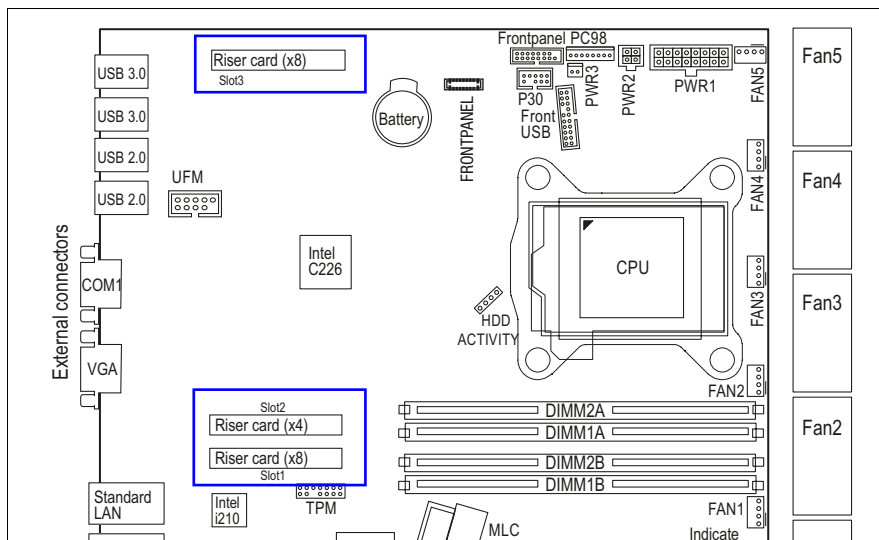 Frontpanel PC98
Riser card (x8)
Slot3
USB 3.0
USB 3.0
USB 2.0
USB 2.0
UFM
Battery
FRONTPANEL
P30
Front
USB
PWR3
PWR2
PWR1
FAN5
Fan5
FAN4
Fan4
External connectors
COM1
VGA
Intel
C226
HDD
ACTIVITY
CPU
FAN3
Fan3
FAN2
Fan2
Slot2
Riser card (x4)
Riser card (x8)
Slot1
DIMM2A
DIMM1A
DIMM2B
DIMM1B
Standard
LAN
Intel
i210
TPM
MLC
FAN1
Indicate